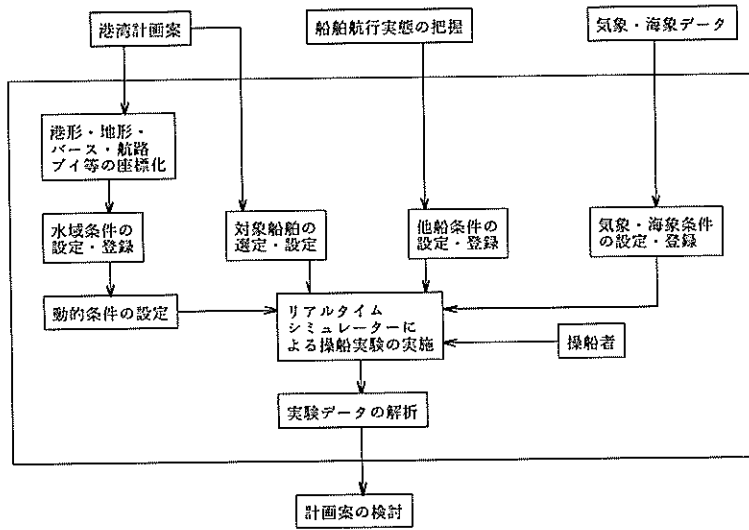 港湾計画案
船舶航行実態の把握
気象・海象データ
港形・地形・
バース・航路
ブイ等の座標化
水域条件の
設定・登録
対象船舶の
選定・設定
他船条件の
設定・登録
気象・海象条件
の設定・登録
動的条件の設定
リアルタイム
シミュレーターに
よる操船実験の実施
操船者
実験データの解析
計画案の検討